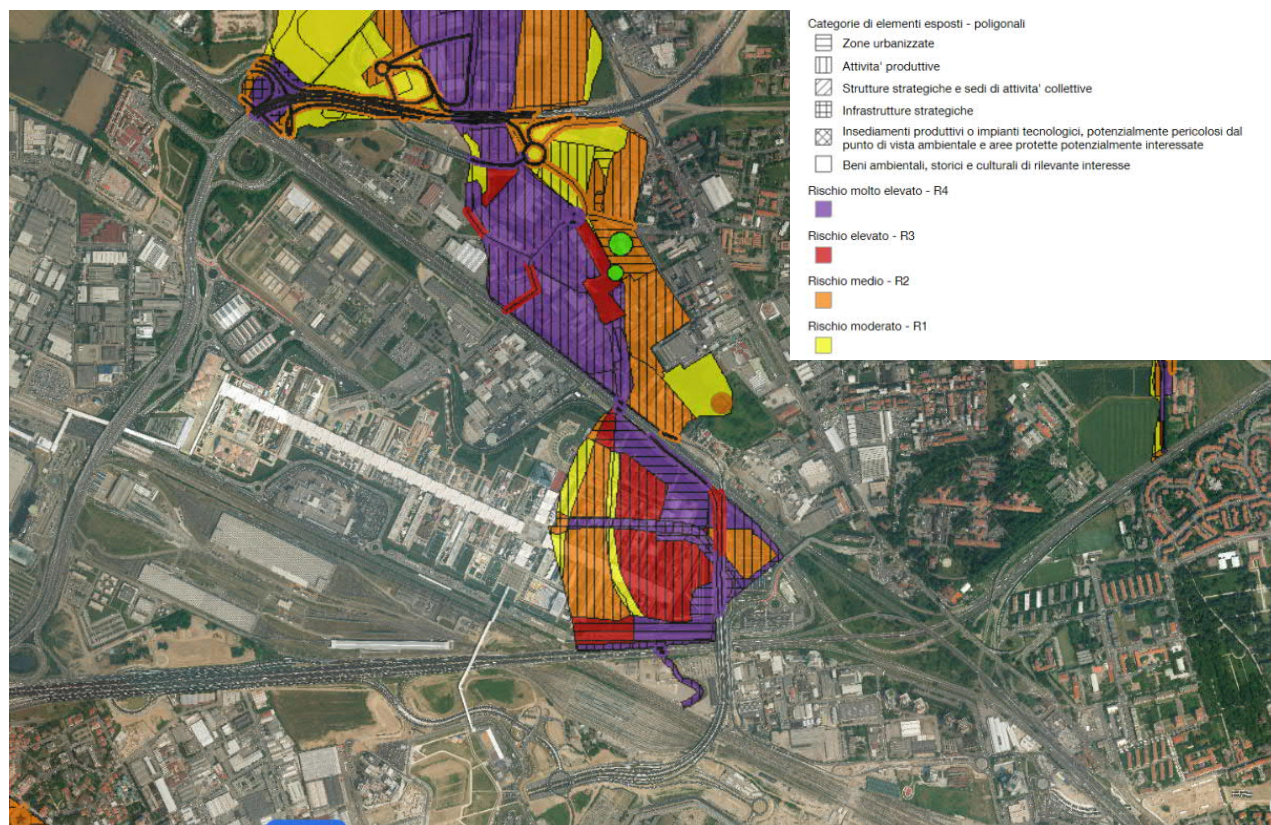 Categorie di elementi esposti - poligonali
Zone urbanizzate
Attivita' produttive
Strutture strategiche e sedi di attivita' collettive
Infrastrutture strategiche
Insediamenti produttivi o impianti tecnologici, potenzialmente pericolosi dal
punto di vista ambientale e aree protette potenzialmente interessate
Beni ambientali, storici e culturali di rilevante interesse
Rischio molto elevato - R4
Rischio elevato - R3
Rischio medio - R2
Rischio moderato - R1